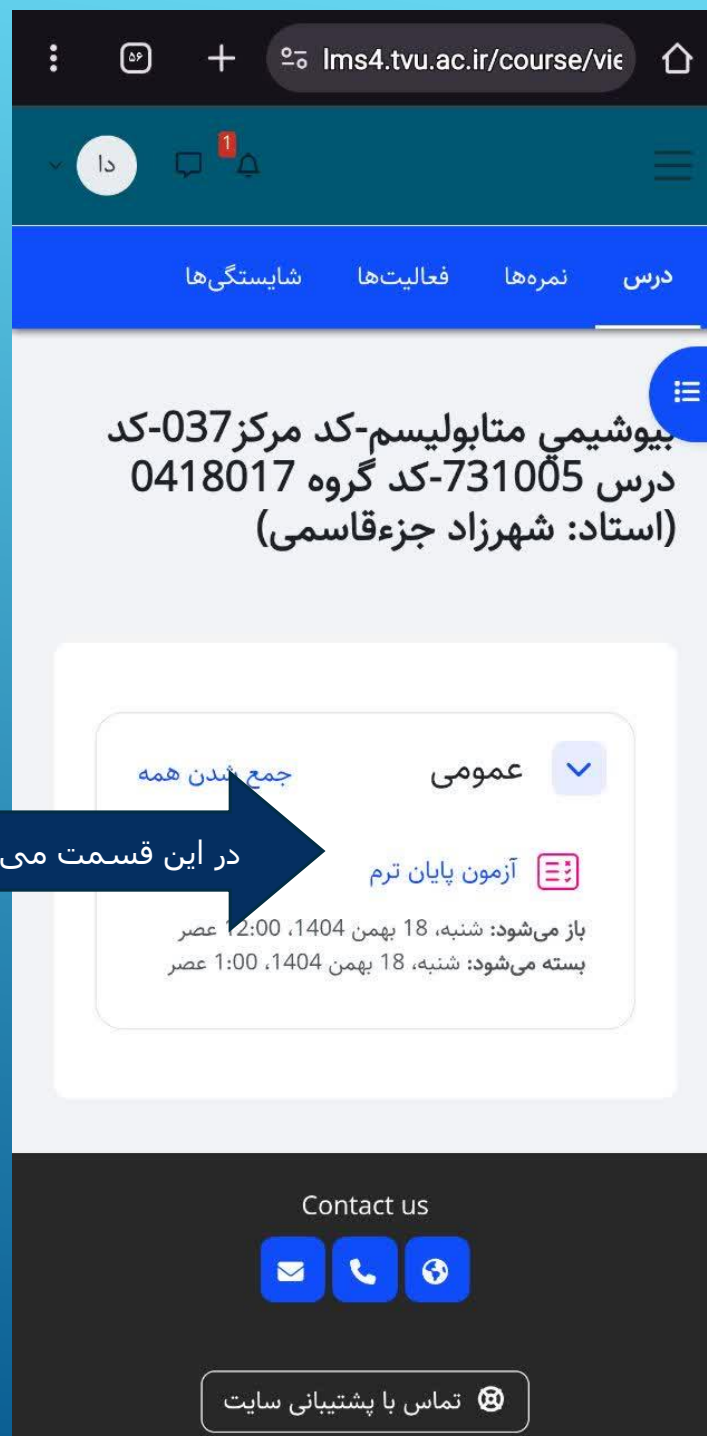 ۵۶
lms4.tvu.ac.ir/course/vie
دا
1
درس نمره‌ها فعالیت‌ها شایستگی‌ها
بیوشیمي متابولیسم-کد مرکز037-کد
درس 731005-کد گروه 0418017
(استاد: شهرزاد جزءقاسمی)
عمومی
جمع شدن همه
در این قسمت می
آزمون پایان ترم
باز می‌شود: شنبه، 18 بهمن 1404، 12:00 عصر
بسته می‌شود: شنبه، 18 بهمن 1404، 1:00 عصر
Contact us
تماس با پشتیبانی سایت